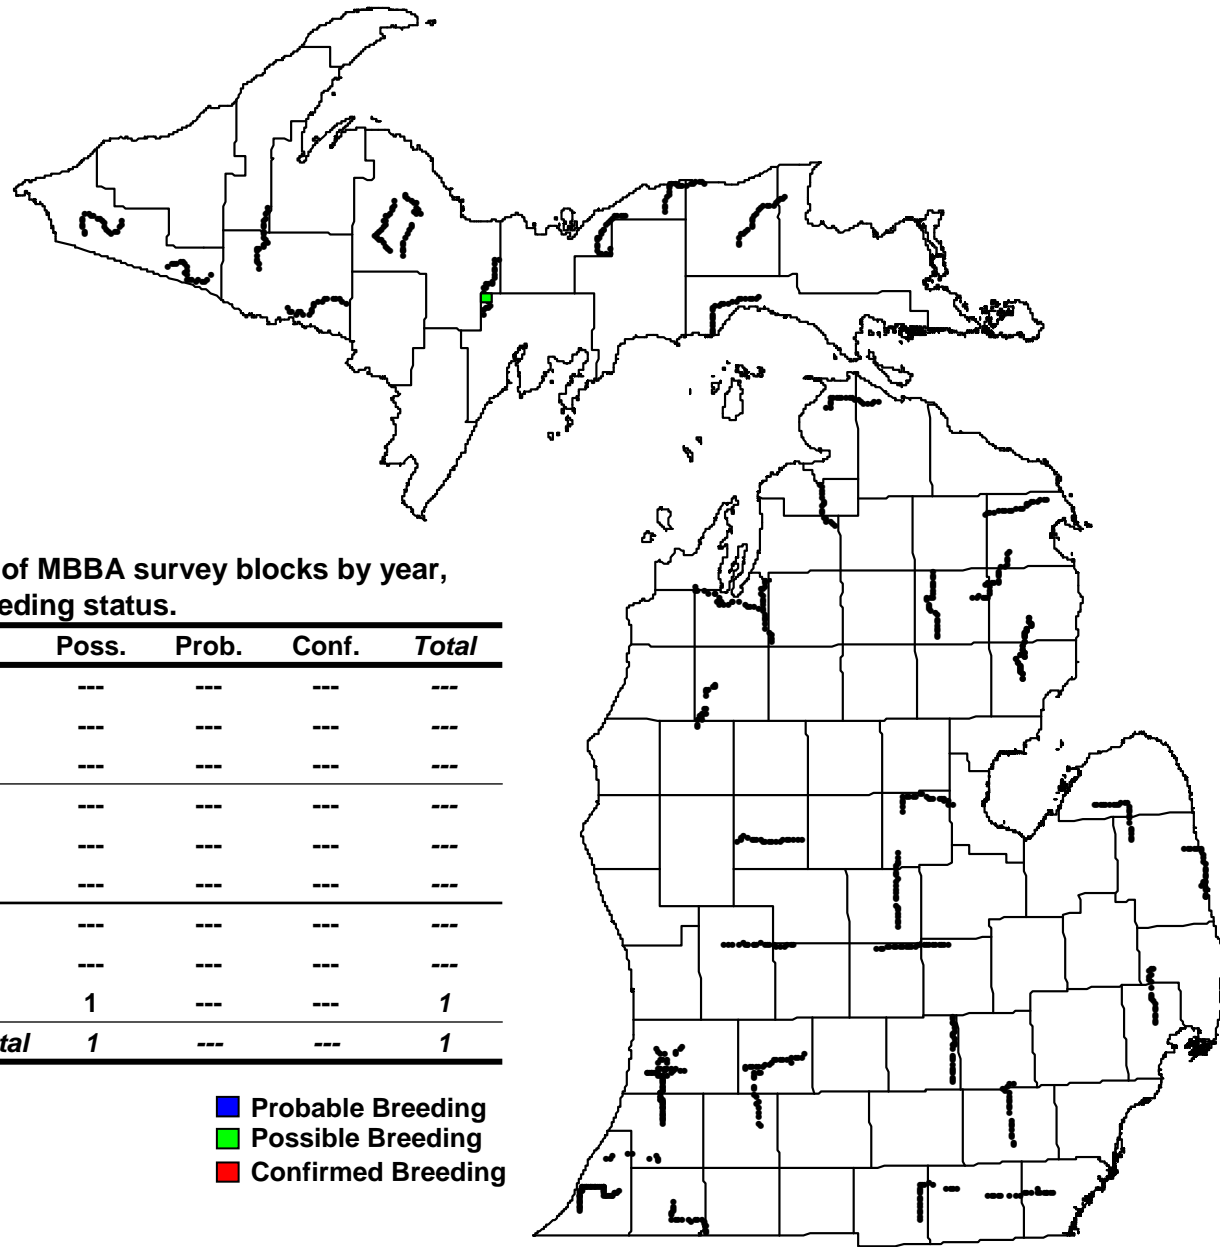 of MBBA survey blocks by year,
eding status.
Poss. Prob. Conf. Total
--- --- --- ---
--- --- --- ---
--- --- --- ---
--- --- --- ---
--- --- --- ---
--- --- --- ---
--- --- --- ---
--- --- --- ---
1 --- --- 1
tal 1 --- --- 1
Probable Breeding
Possible Breeding
Confirmed Breeding